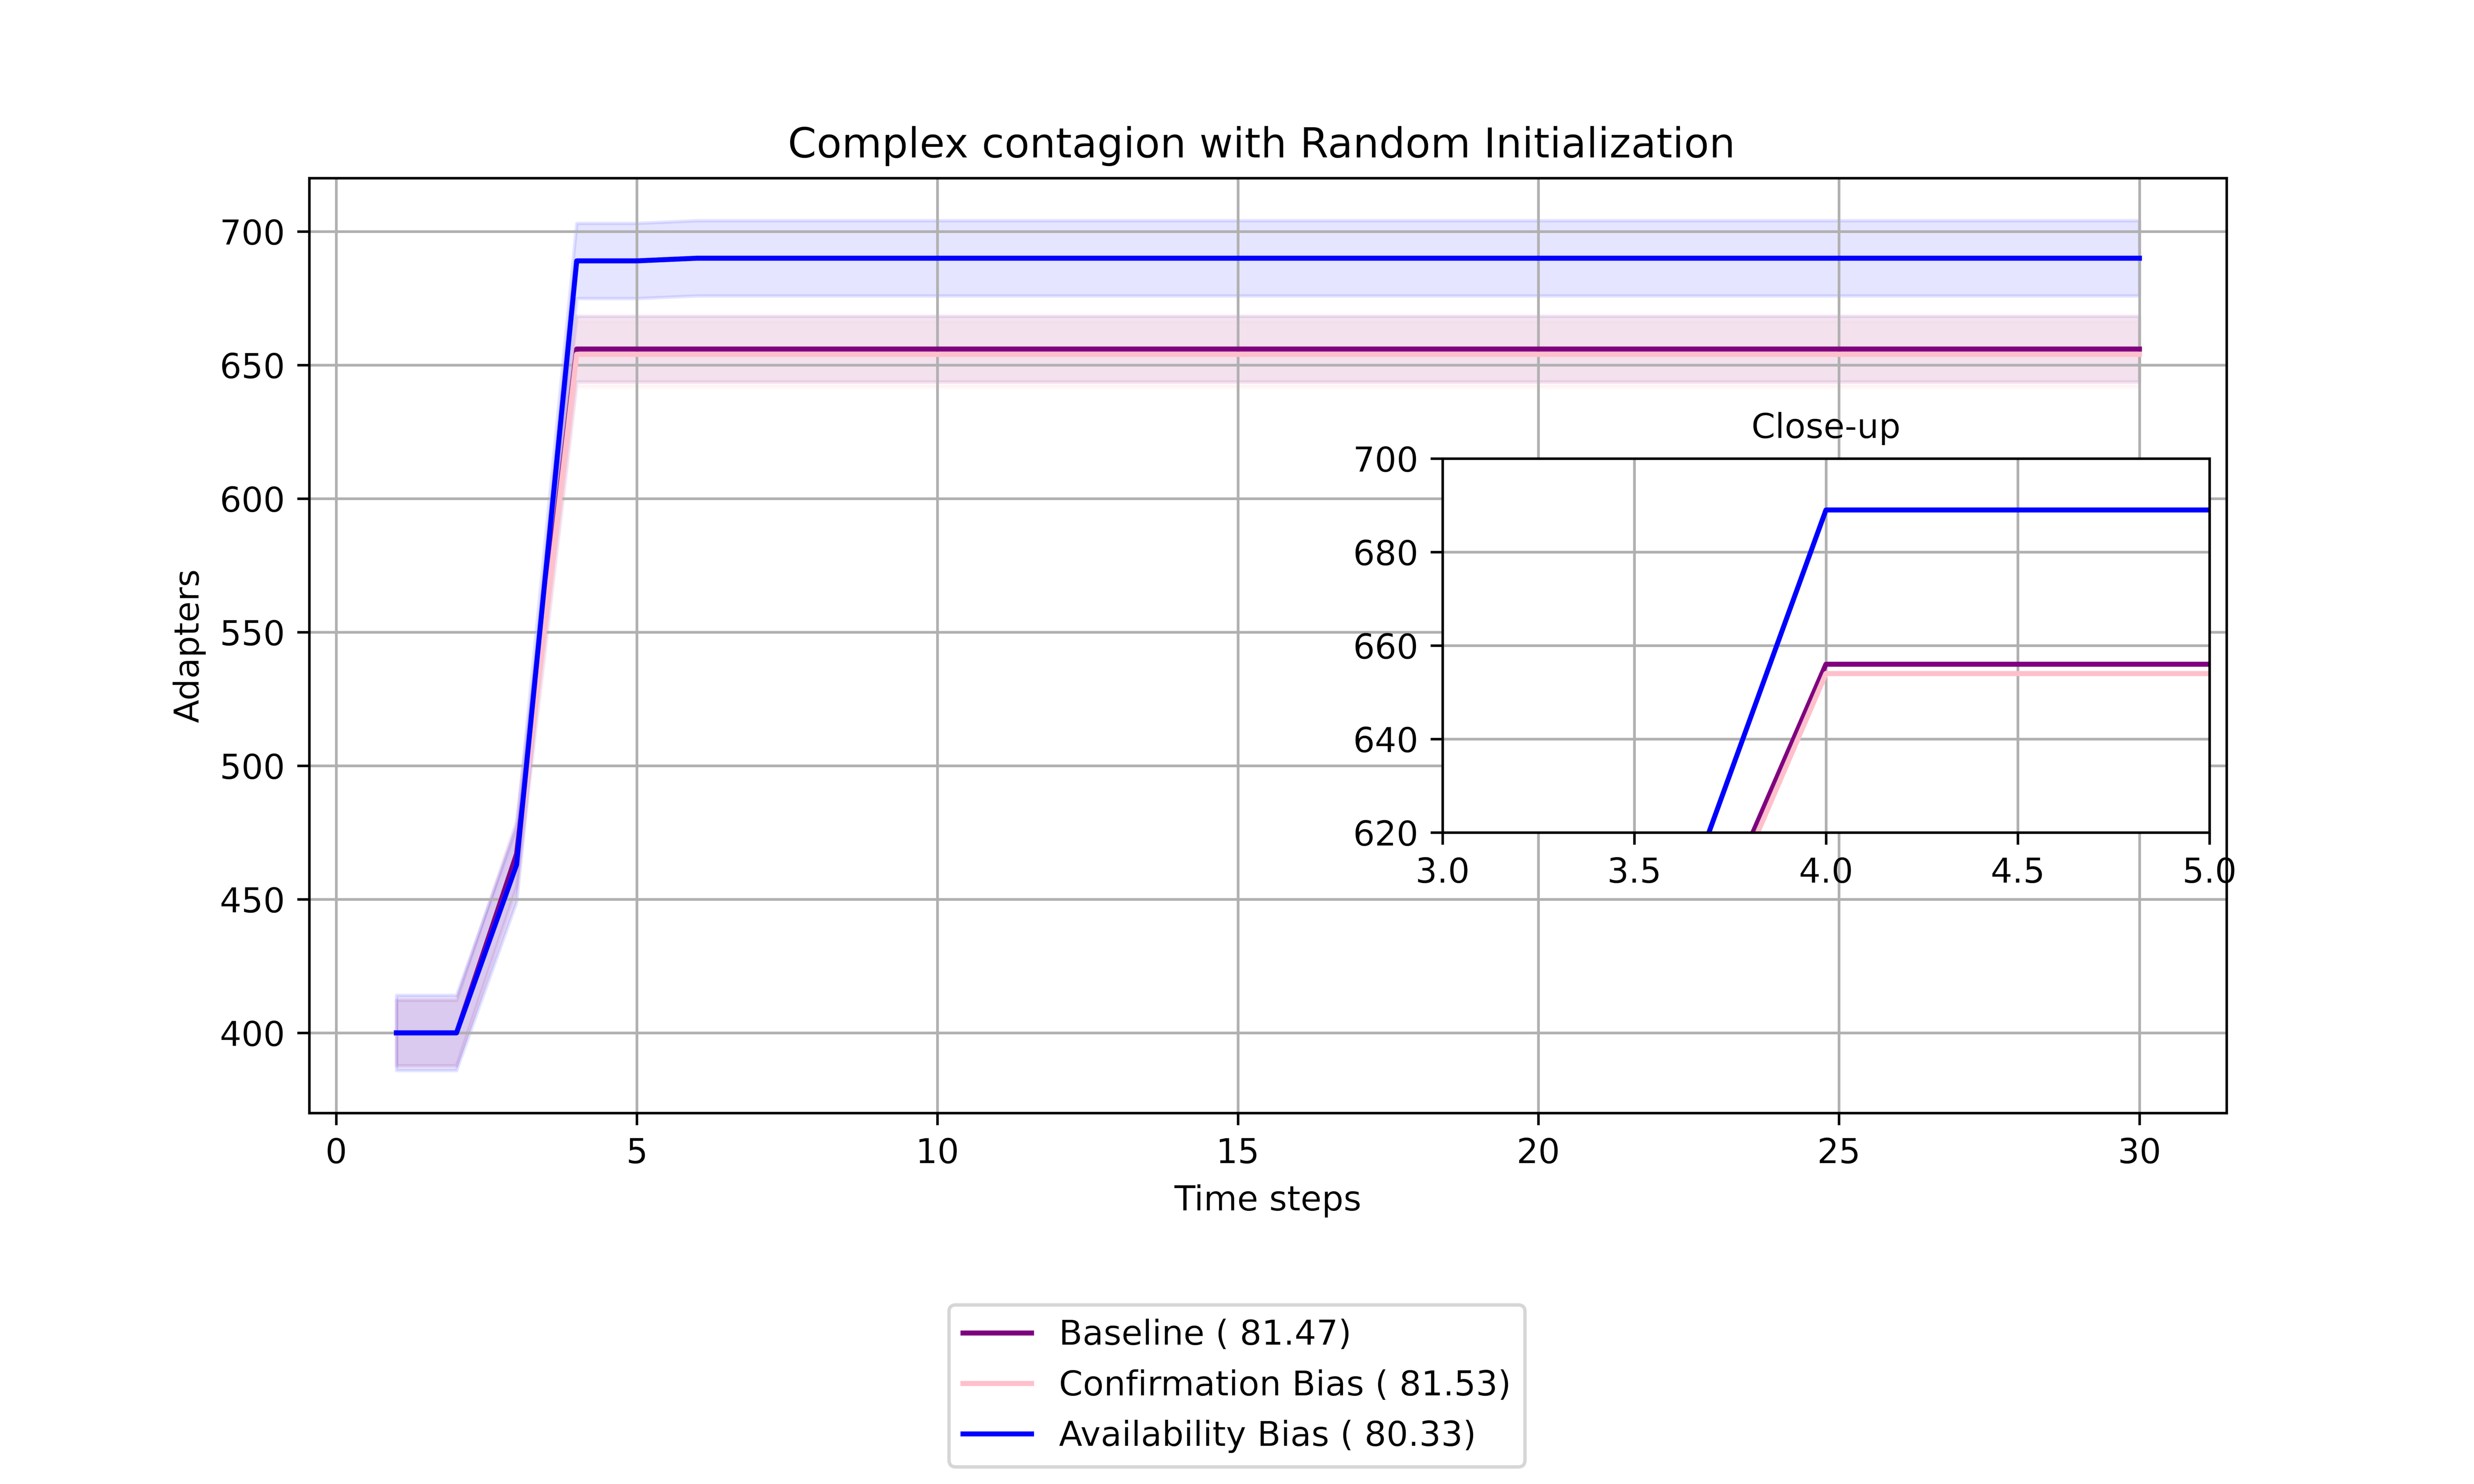 Complex contagion with Random Initialization
Adapters
700
650
600
550
500
450
400
Close-up
700
680
660
640
620
3.0 3.5 4.0 4.5 5.0
0 5 10 15 20 25 30
Time steps
Baseline ( 81.47)
Confirmation Bias ( 81.53)
Availability Bias ( 80.33)